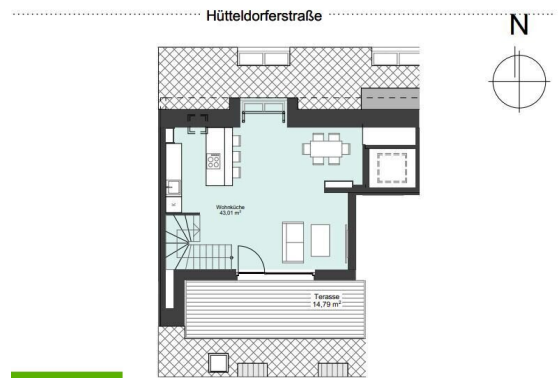 Hütteldorferstraße
N
Wohnküche
43,01 m²
Terasse
14,79 m²